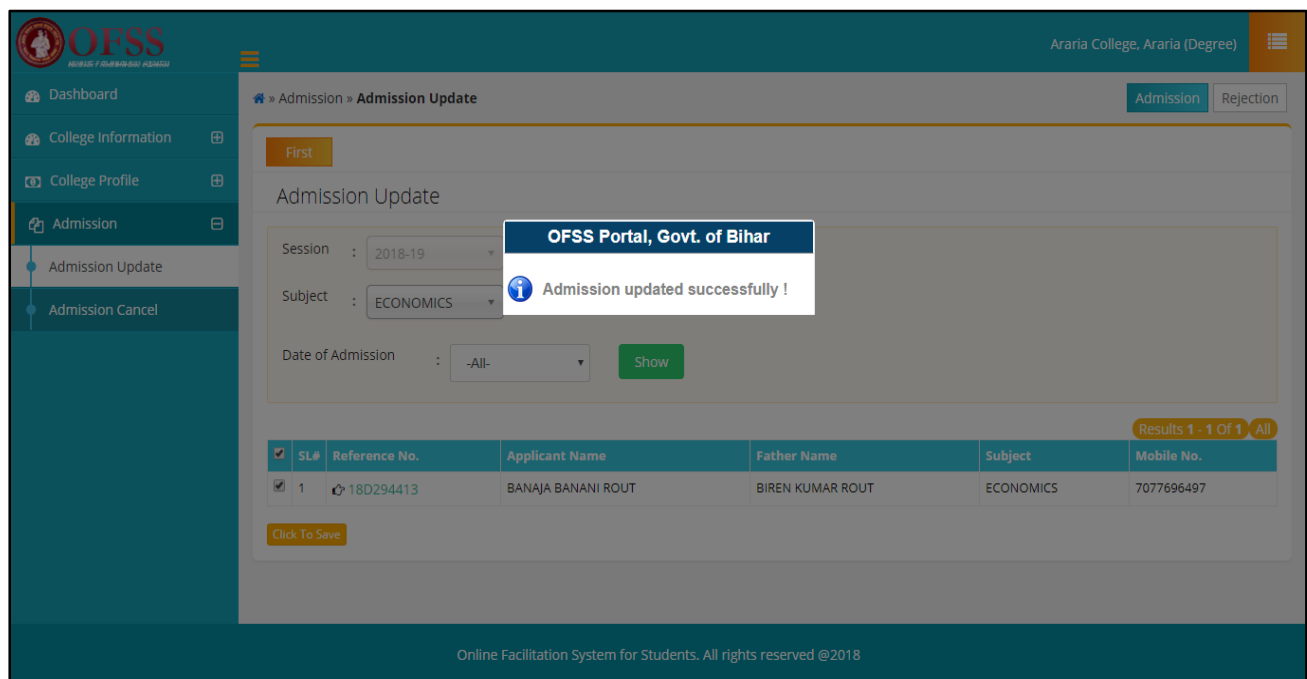 OFSS
Araria College, Araria (Degree)
Dashboard
College Information
College Profile
Admission
Admission Update
Admission Cancel
» Admission » Admission Update
Admission Rejection
First
Admission Update
Session : 2018-19
Subject : ECONOMICS
OFSS Portal, Govt. of Bihar
Admission updated successfully !
Date of Admission : -All- Show
Results 1 - 1 Of 1 All
SL# Reference No. Applicant Name Father Name Subject Mobile No.
1 18D294413 BANAJA BANANI ROUT BIREN KUMAR ROUT ECONOMICS 7077696497
Click To Save
Online Facilitation System for Students. All rights reserved @2018